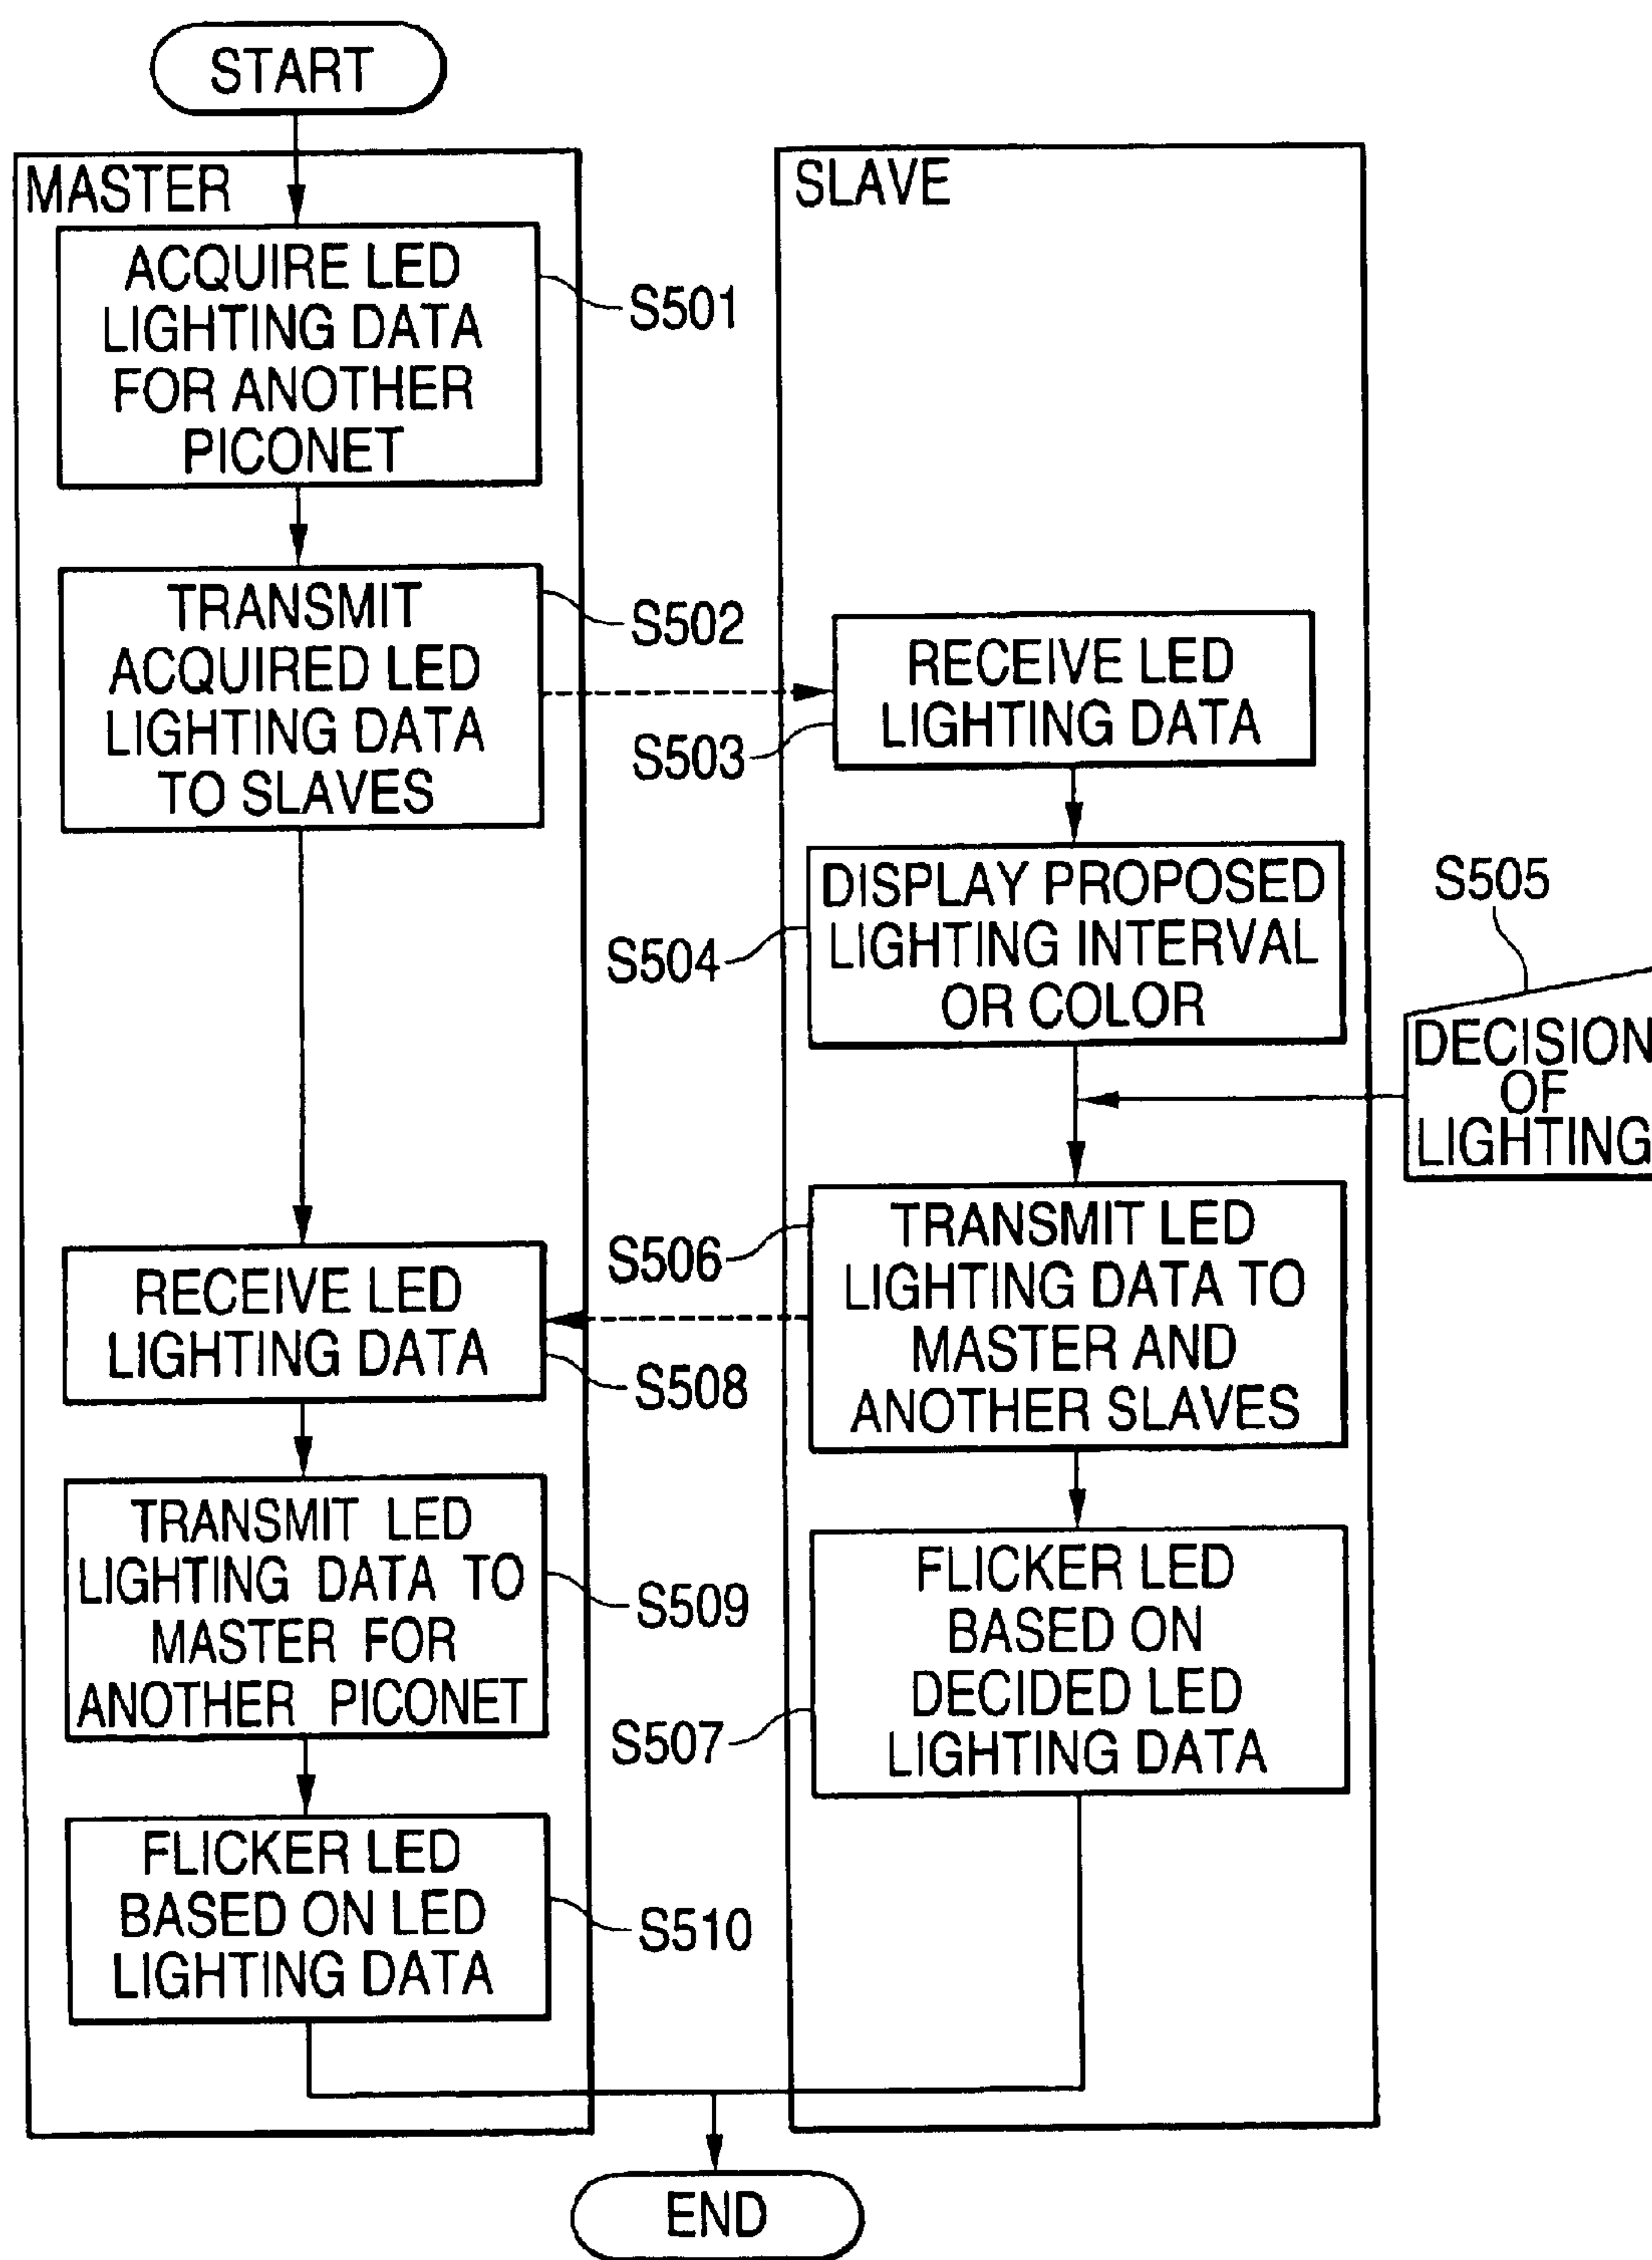 START
MASTER
ACQUIRE LED
LIGHTING DATA
FOR ANOTHER
PICONET
S501
TRANSMIT
ACQUIRED LED
LIGHTING DATA
TO SLAVES
S502
SLAVE
RECEIVE LED
LIGHTING DATA
S503
DISPLAY PROPOSED
LIGHTING INTERVAL
OR COLOR
S504
S505
DECISION
OF
LIGHTING
TRANSMIT LED
LIGHTING DATA TO
MASTER AND
ANOTHER SLAVES
S506
RECEIVE LED
LIGHTING DATA
S508
FLICKER LED
BASED ON
DECIDED LED
LIGHTING DATA
S507
TRANSMIT LED
LIGHTING DATA TO
MASTER FOR
ANOTHER PICONET
S509
FLICKER LED
BASED ON LED
LIGHTING DATA
S510
END